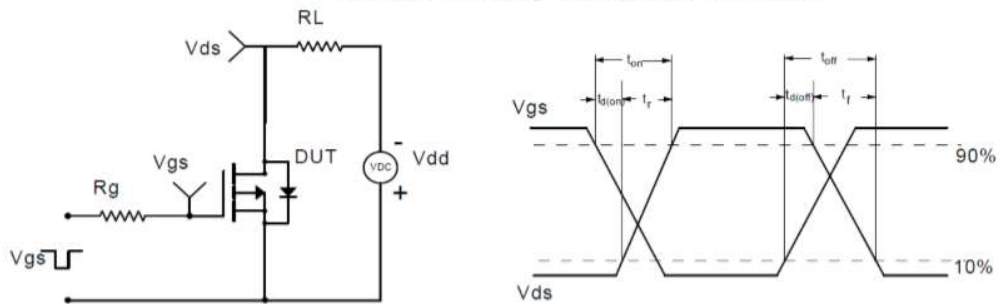 RL
Vds
Vgs
DUT
Rg
VDC
-
Vdd
+
Vgs
ton
toff
td(on)
tr
td(off)
tf
Vgs
90%
10%
Vds